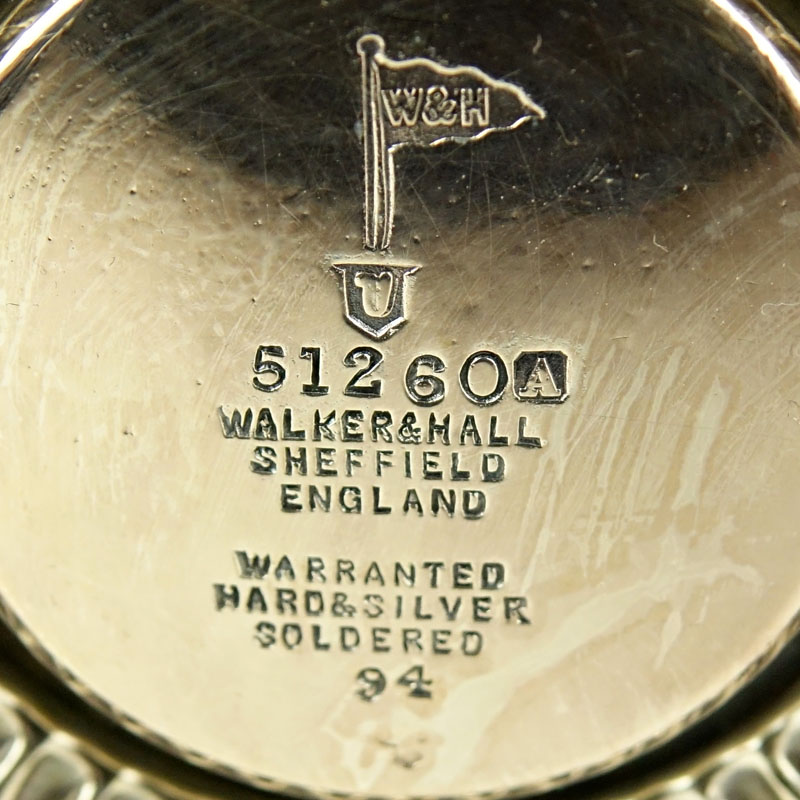 W&H
51260A
WALKER&HALL
SHEFFIELD
ENGLAND
WARRANTED
HARD&SILVER
SOLDERED
94